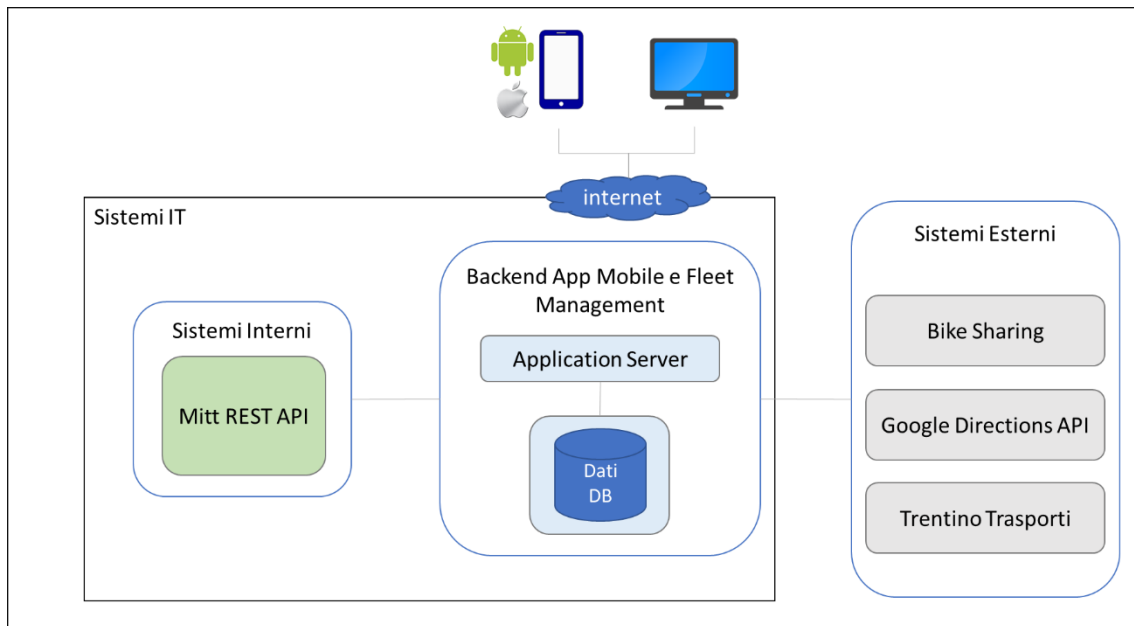 internet
Sistemi IT
Sistemi Interni
Mitt REST API
Backend App Mobile e Fleet
Management
Application Server
Dati
DB
Sistemi Esterni
Bike Sharing
Google Directions API
Trentino Trasporti